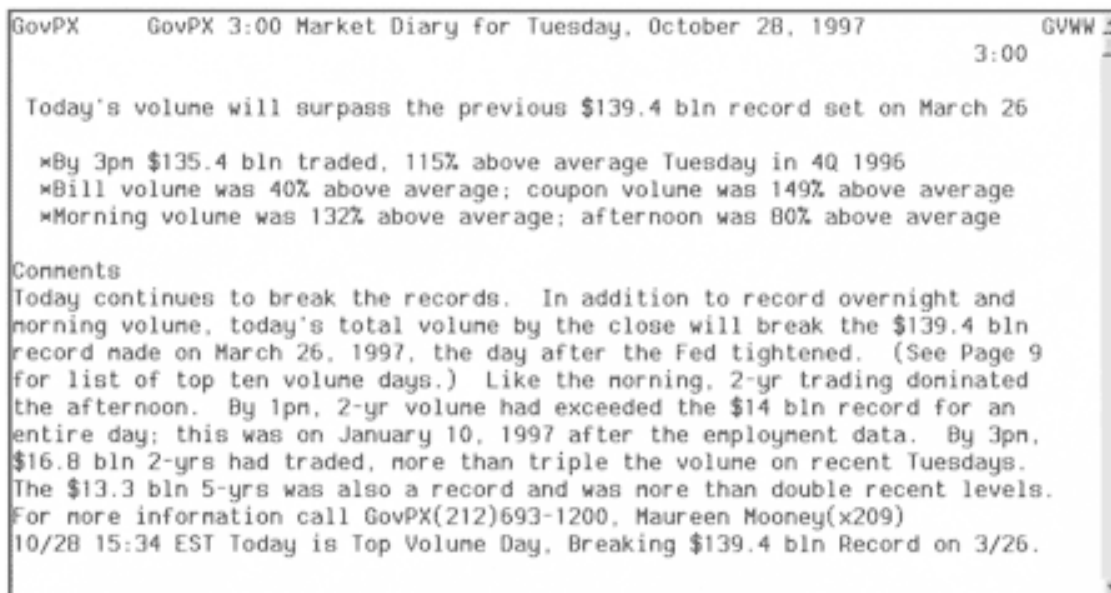 GovPX GovPX 3:00 Market Diary for Tuesday, October 28, 1997 GVWW
3:00
Today's volume will surpass the previous $139.4 bln record set on March 26
*By 3pm $135.4 bln traded, 115% above average Tuesday in 4Q 1996
*Bill volume was 40% above average; coupon volume was 149% above average
*Morning volume was 132% above average; afternoon was 80% above average
Comments
Today continues to break the records. In addition to record overnight and
morning volume, today's total volume by the close will break the $139.4 bln
record made on March 26, 1997, the day after the Fed tightened. (See Page 9
for list of top ten volume days.) Like the morning, 2-yr trading dominated
the afternoon. By 1pm, 2-yr volume had exceeded the $14 bln record for an
entire day; this was on January 10, 1997 after the employment data. By 3pm,
$16.8 bln 2-yrs had traded, more than triple the volume on recent Tuesdays.
The $13.3 bln 5-yrs was also a record and was more than double recent levels.
For more information call GovPX(212)693-1200, Maureen Mooney(x209)
10/28 15:34 EST Today is Top Volume Day, Breaking $139.4 bln Record on 3/26.